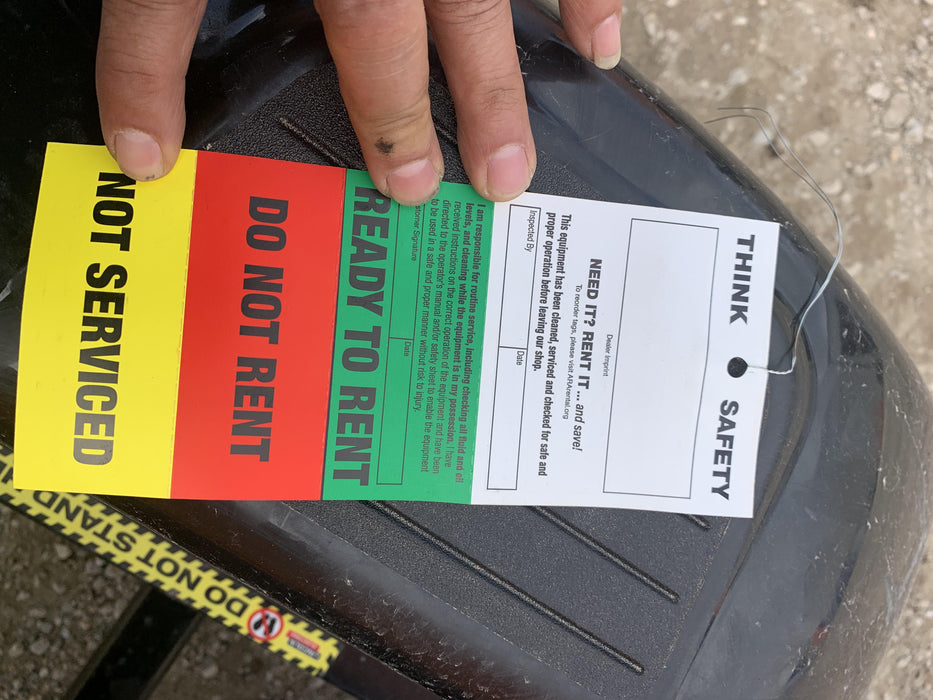 THINK SAFETY
Dealer Imprint
NEED IT? RENT IT ... and save!
To reorder tags, please visit ARArental.org
This equipment has been cleaned, serviced and checked for safe and
proper operation before leaving our shop.
Inspected By Date
I am responsible for routine service, including checking all fluid and oil
levels, and cleaning while the equipment is in my possession. I have
received instructions on the correct operation of the equipment and have been
directed to the operator's manual and/or safety sheet to enable the equipment
to be used in a safe and proper manner without risk to injury.
Customer Signature Date
READY TO RENT
DO NOT RENT
NOT SERVICED
DO NOT STAND
DO NOT